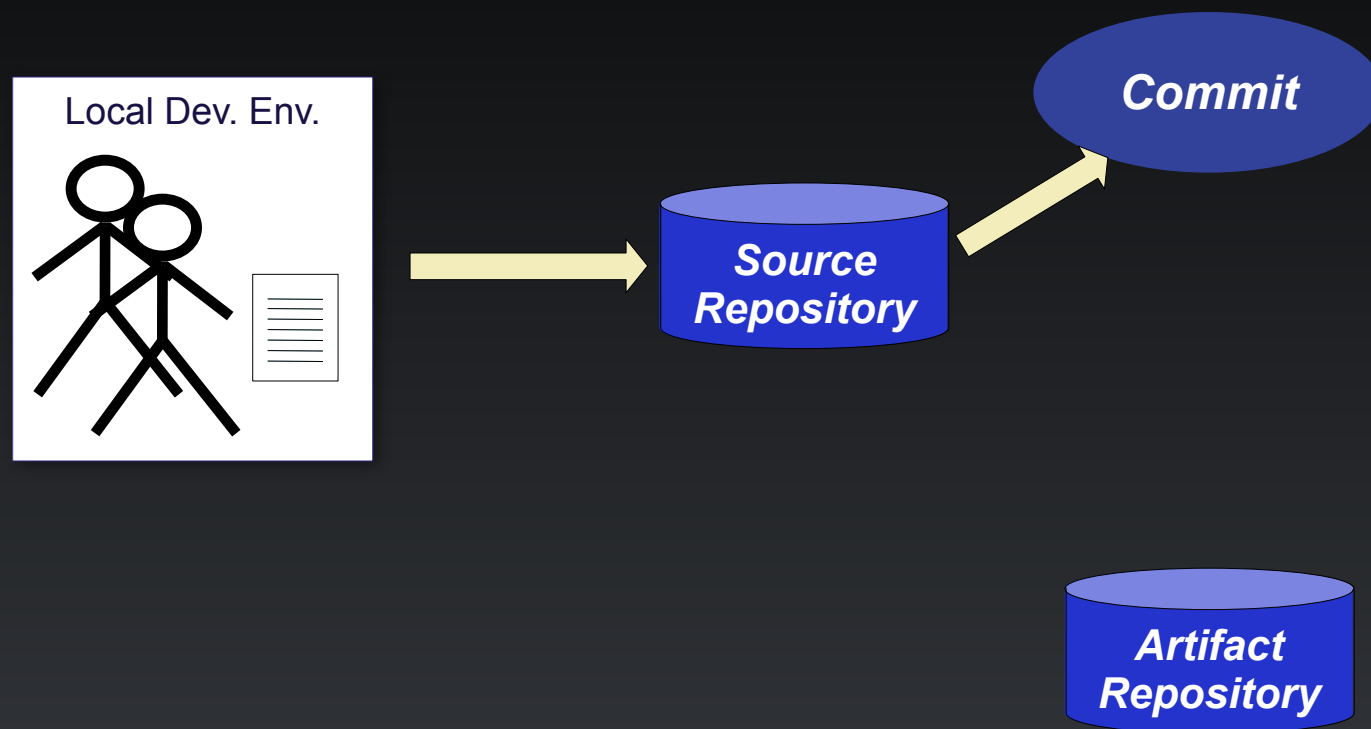 Local Dev. Env.
Commit
Source
Repository
Artifact
Repository